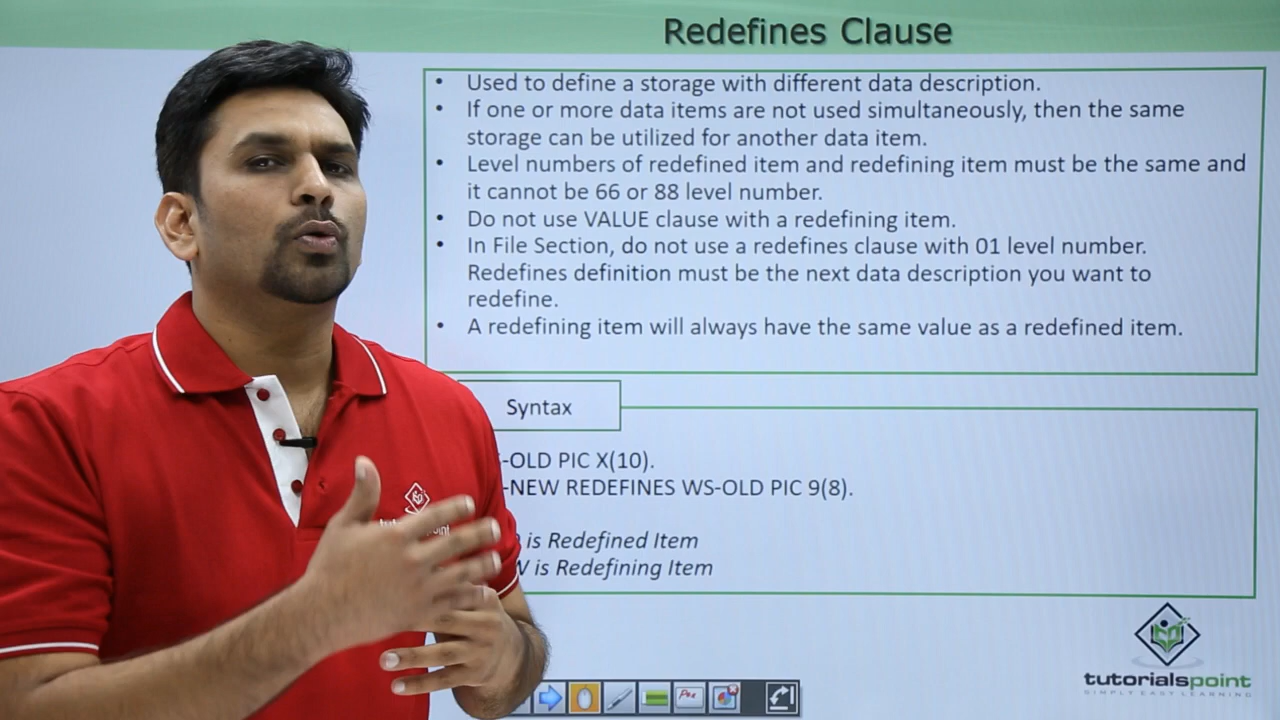 Redefines Clause
• Used to define a storage with different data description.
• If one or more data items are not used simultaneously, then the same
storage can be utilized for another data item.
• Level numbers of redefined item and redefining item must be the same and
it cannot be 66 or 88 level number.
• Do not use VALUE clause with a redefining item.
• In File Section, do not use a redefines clause with 01 level number.
Redefines definition must be the next data description you want to
redefine.
• A redefining item will always have the same value as a redefined item.
Syntax
-OLD PIC X(10).
-NEW REDEFINES WS-OLD PIC 9(8).
is Redefined Item
W is Redefining Item
tutorialspoint
SIMPLY EASY LEARNING